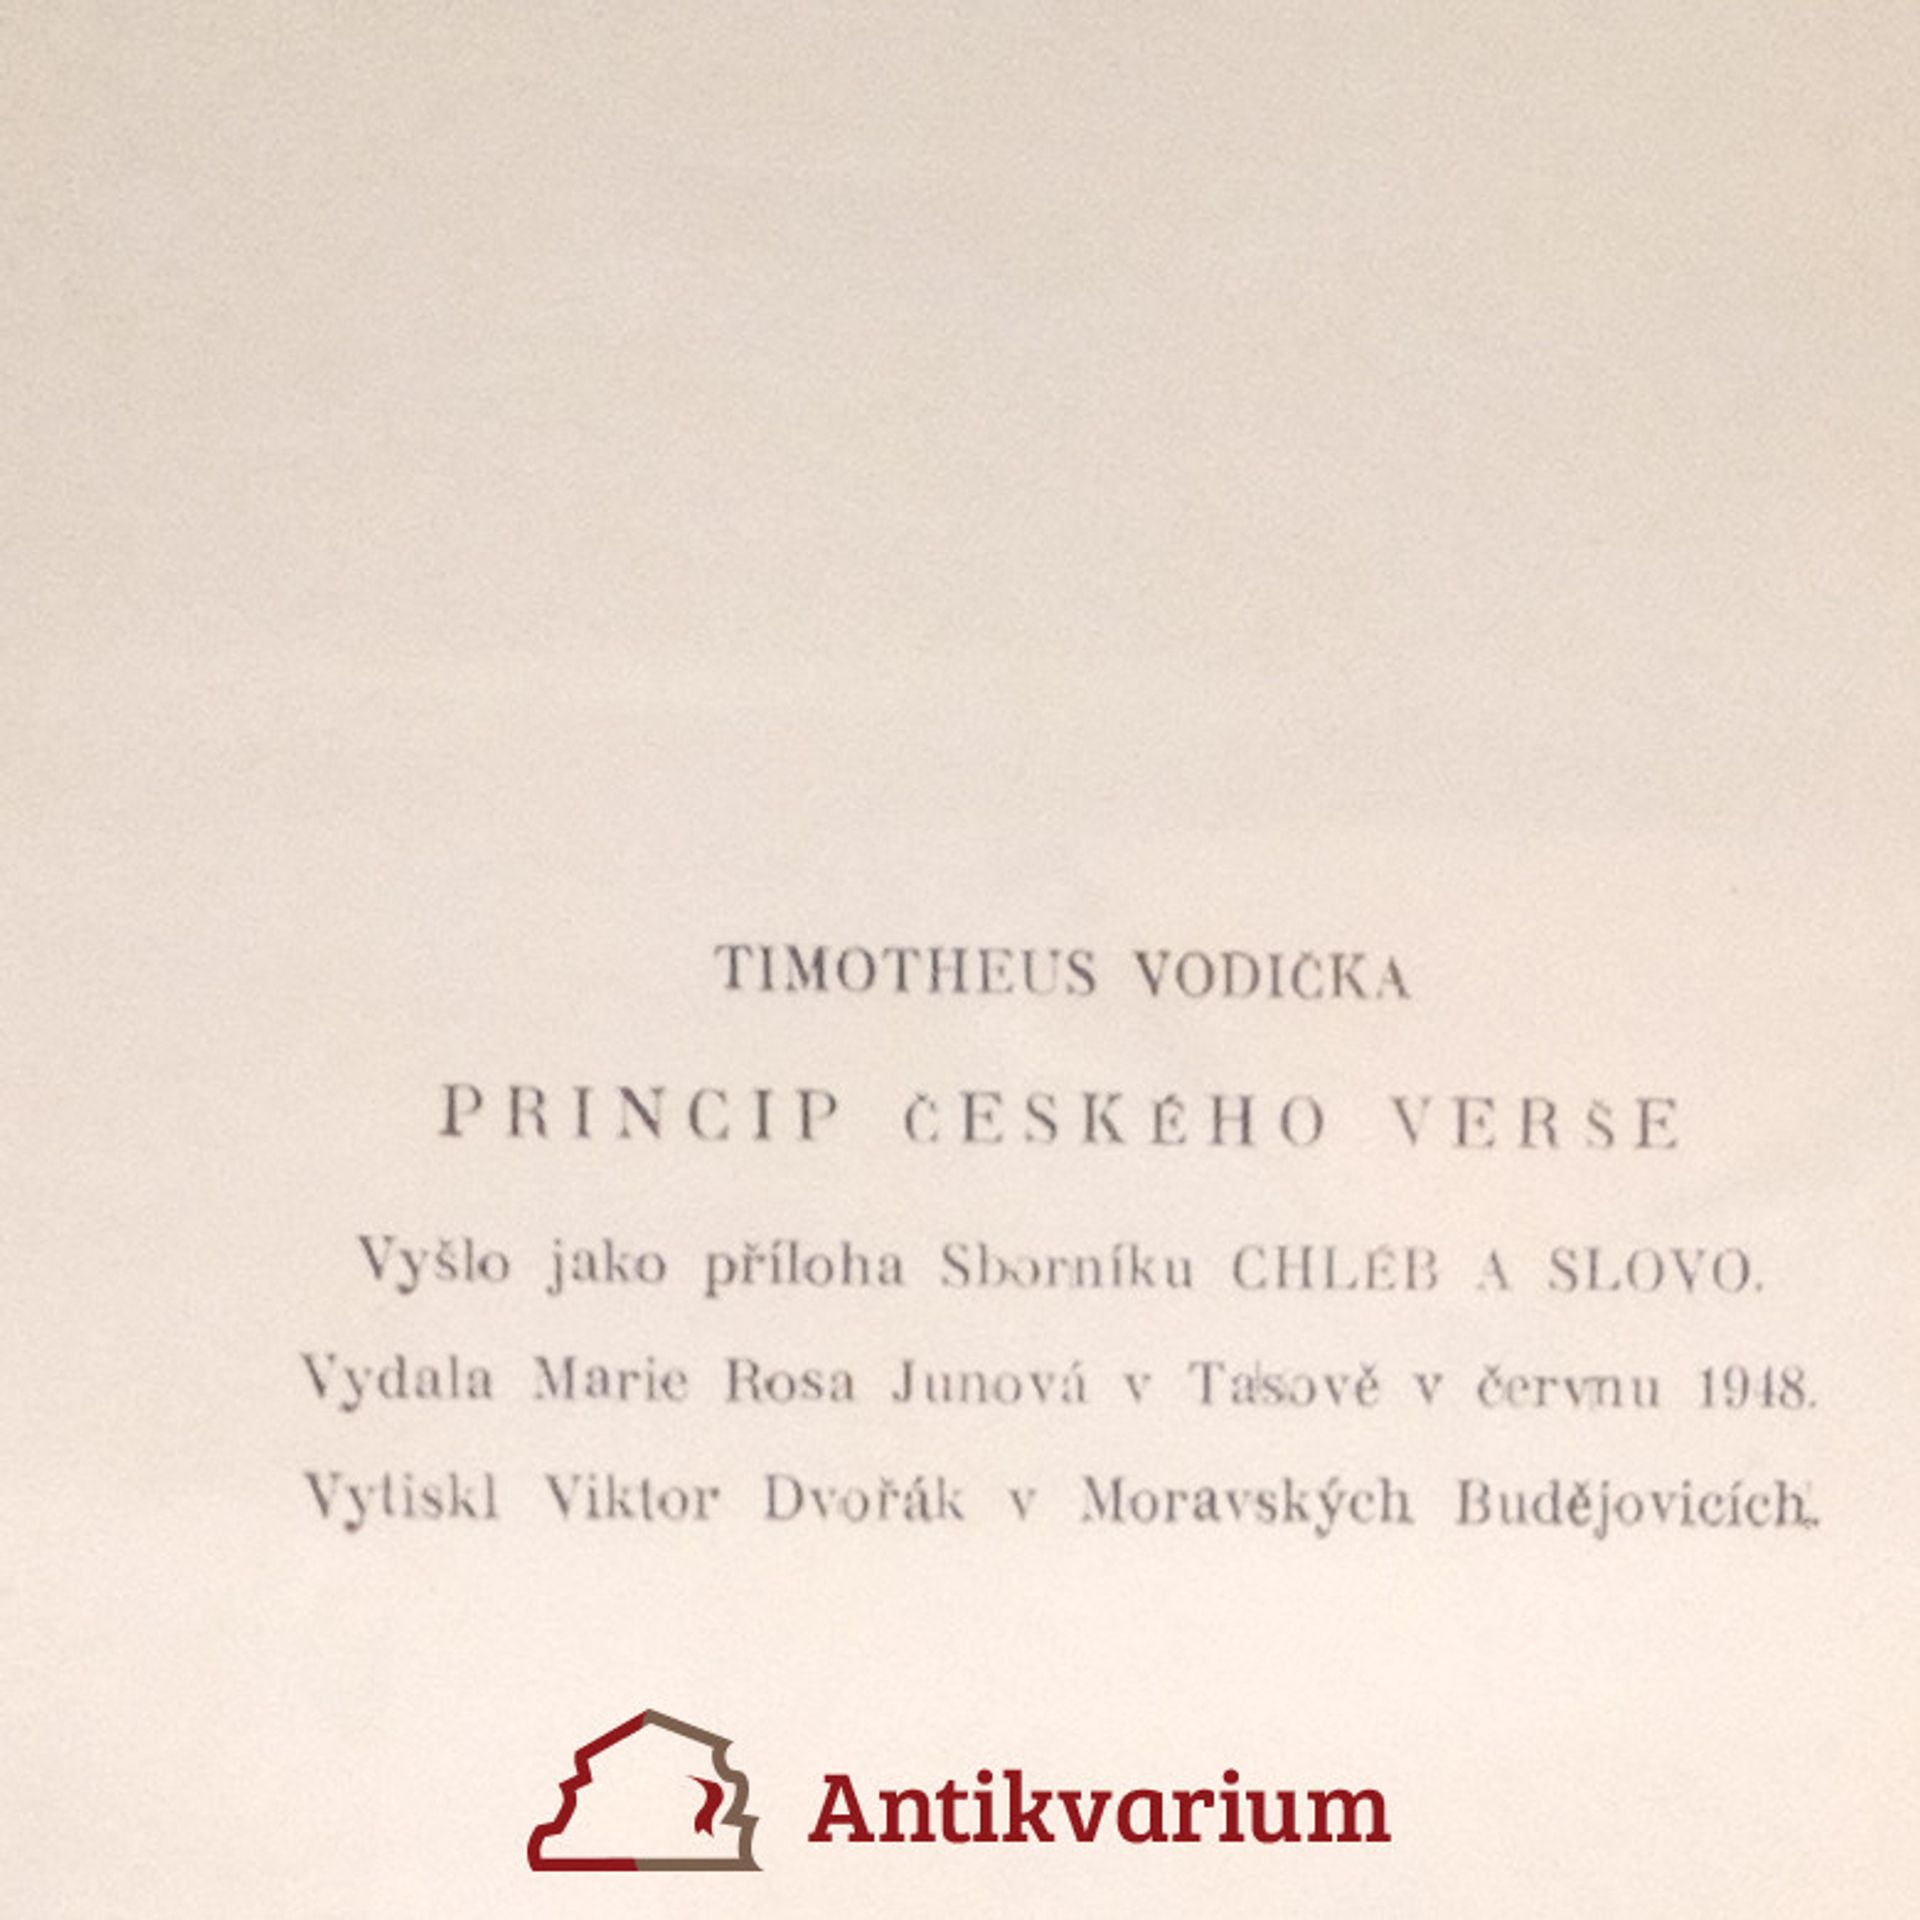 TIMOTHEUS VODIČKA
PRINCIP ČESKÉHO VERŠE
Vyšlo jako příloha Sborníku CHLÉB A SLOVO.
Vydala Marie Rosa Junová v Tasově v červnu 1948.
Vytiskl Viktor Dvořák v Moravských Budějovicích.
Antikvarium